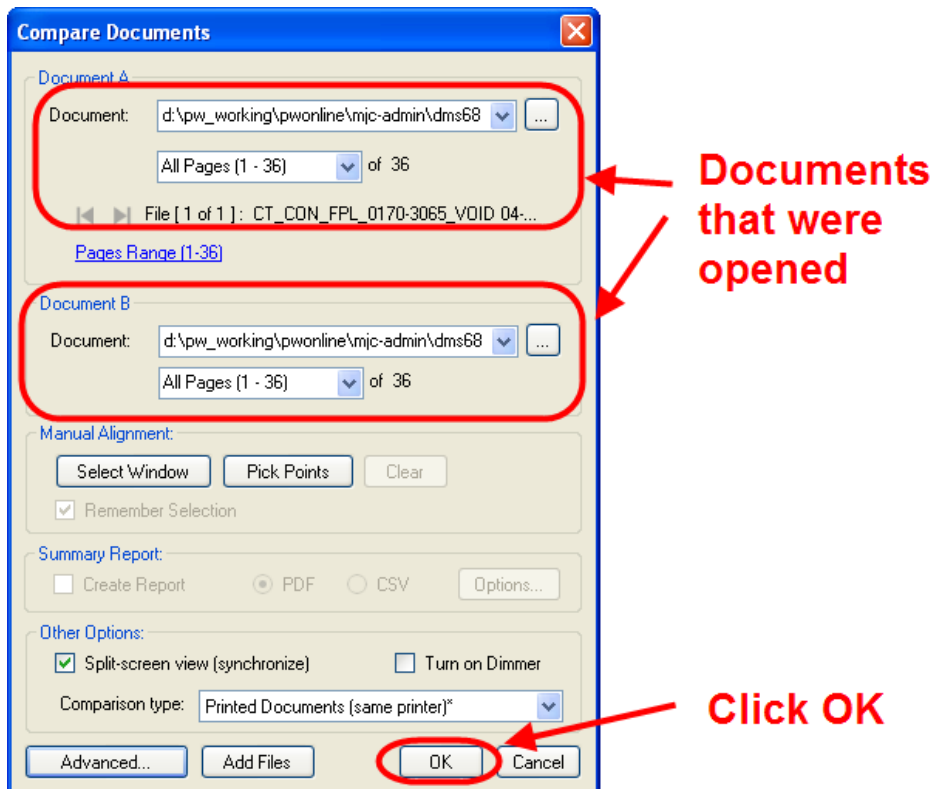 Compare Documents
Document A
Document: d:\pw_working\pwonline\mjc-admin\dms68 ...
All Pages (1 - 36) of 36
File [ 1 of 1 ] : CT_CON_FPL_0170-3065_VOID 04-...
Pages Range (1-36)
Documents
that were
opened
Document B
Document: d:\pw_working\pwonline\mjc-admin\dms68 ...
All Pages (1 - 36) of 36
Manual Alignment:
Select Window Pick Points Clear
Remember Selection
Summary Report:
Create Report PDF CSV Options...
Other Options:
Split-screen view (synchronize) Turn on Dimmer
Comparison type: Printed Documents (same printer)*
Click OK
Advanced... Add Files OK Cancel